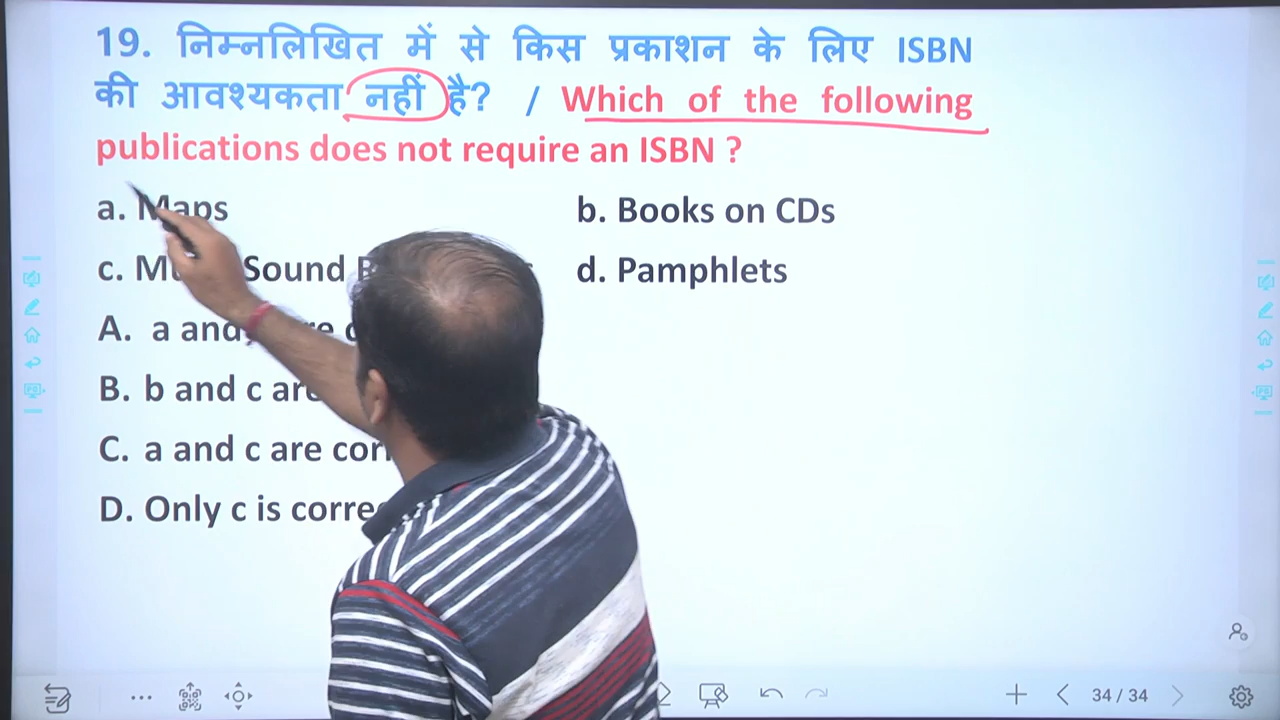 19. निम्नलिखित में से किस प्रकाशन के लिए ISBN
की आवश्यकता नहीं है? / Which of the following
publications does not require an ISBN ?
a. Maps b. Books on CDs
c. Sound d. Pamphlets
A. a and
B. b and c are
C. a and c are
D. Only c is
34 / 34